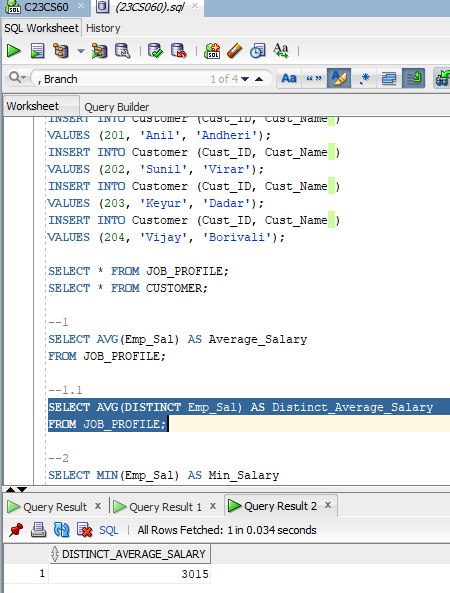 C23CS60 × (23CS060).sql ×
SQL Worksheet History
, Branch 1 of 4
Worksheet Query Builder
INSERT INTO Customer (Cust_ID, Cust_Name )
VALUES (201, 'Anil', 'Andheri');
INSERT INTO Customer (Cust_ID, Cust_Name )
VALUES (202, 'Sunil', 'Virar');
INSERT INTO Customer (Cust_ID, Cust_Name )
VALUES (203, 'Keyur', 'Dadar');
INSERT INTO Customer (Cust_ID, Cust_Name )
VALUES (204, 'Vijay', 'Borivali');
SELECT * FROM JOB_PROFILE;
SELECT * FROM CUSTOMER;
--1
SELECT AVG(Emp_Sal) AS Average_Salary
FROM JOB_PROFILE;
--1.1
SELECT AVG(DISTINCT Emp_Sal) AS Distinct_Average_Salary
FROM JOB_PROFILE;
--2
SELECT MIN(Emp_Sal) AS Min_Salary
Query Result × Query Result 1 × Query Result 2 ×
SQL | All Rows Fetched: 1 in 0.034 seconds
DISTINCT_AVERAGE_SALARY
1 3015